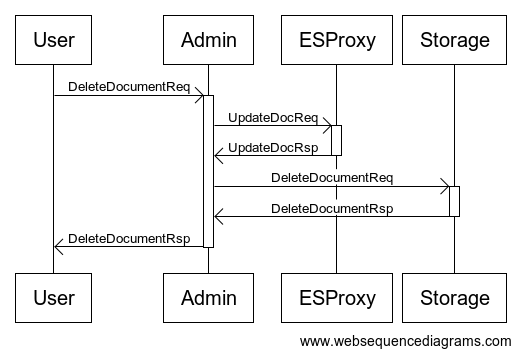 User Admin ESProxy Storage
DeleteDocumentReq
UpdateDocReq
UpdateDocRsp
DeleteDocumentReq
DeleteDocumentRsp
DeleteDocumentRsp
User Admin ESProxy Storage
www.websequencediagrams.com